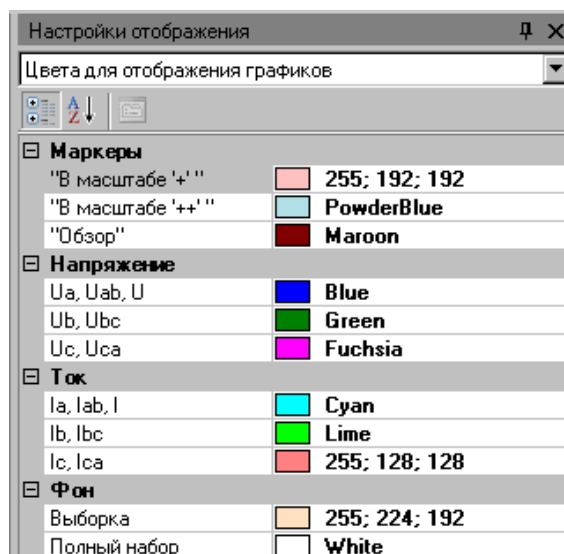 Настройки отображения
Цвета для отображения графиков
Маркеры
"В масштабе '+'" 255; 192; 192
"В масштабе '++'" PowderBlue
"Обзор" Maroon
Напряжение
Ua, Uab, U Blue
Ub, Ubc Green
Uc, Uca Fuchsia
Ток
Ia, Iab, I Cyan
Ib, Ibc Lime
Ic, Ica 255; 128; 128
Фон
Выборка 255; 224; 192
Полный набор White